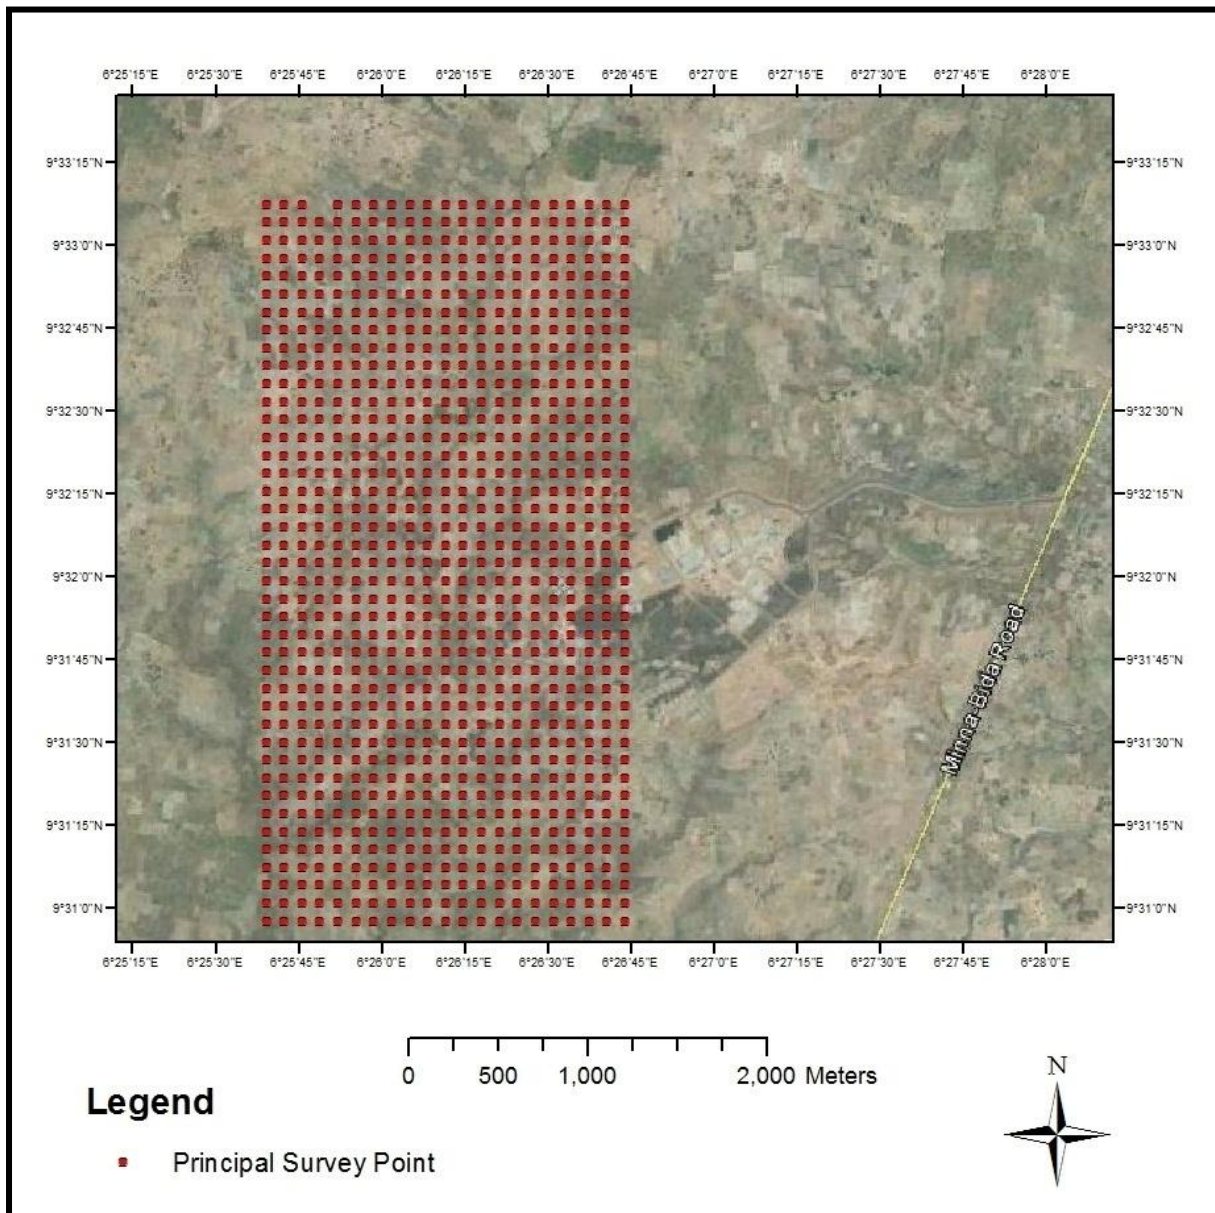 6°25'15"E 6°25'30"E 6°25'45"E 6°26'0"E 6°26'15"E 6°26'30"E 6°26'45"E 6°27'0"E 6°27'15"E 6°27'30"E 6°27'45"E 6°28'0"E
9°33'15"N 9°33'15"N
9°33'0"N 9°33'0"N
9°32'45"N 9°32'45"N
9°32'30"N 9°32'30"N
9°32'15"N 9°32'15"N
9°32'0"N 9°32'0"N
Minna-Bida Road
9°31'45"N 9°31'45"N
9°31'30"N 9°31'30"N
9°31'15"N 9°31'15"N
9°31'0"N 9°31'0"N
6°25'15"E 6°25'30"E 6°25'45"E 6°26'0"E 6°26'15"E 6°26'30"E 6°26'45"E 6°27'0"E 6°27'15"E 6°27'30"E 6°27'45"E 6°28'0"E
0 500 1,000 2,000 Meters
N
Legend
Principal Survey Point